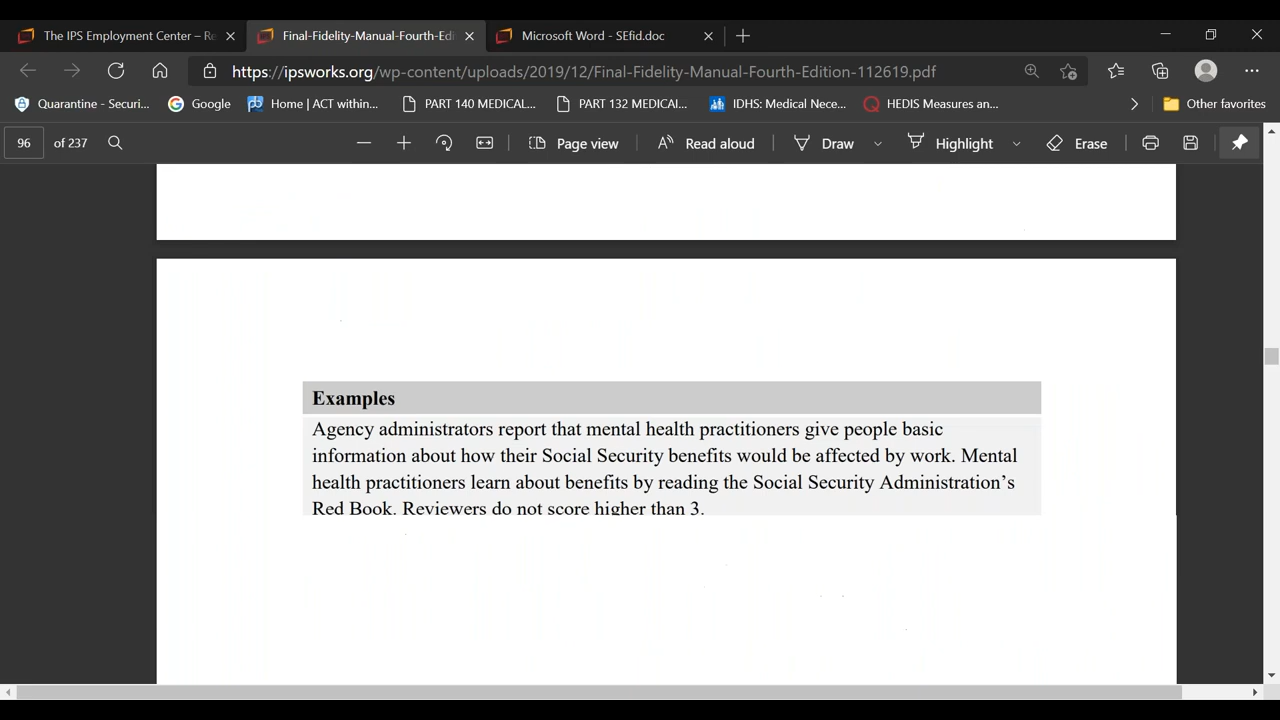 The IPS Employment Center – Re
Final-Fidelity-Manual-Fourth-Edi
Microsoft Word - SEfid.doc
https://ipsworks.org/wp-content/uploads/2019/12/Final-Fidelity-Manual-Fourth-Edition-112619.pdf
Quarantine - Securi... Google Home | ACT within... PART 140 MEDICAL... PART 132 MEDICAl... IDHS: Medical Nece... HEDIS Measures an... Other favorites
96 of 237 Page view Read aloud Draw Highlight Erase
Examples
Agency administrators report that mental health practitioners give people basic
information about how their Social Security benefits would be affected by work. Mental
health practitioners learn about benefits by reading the Social Security Administration's
Red Book. Reviewers do not score higher than 3.